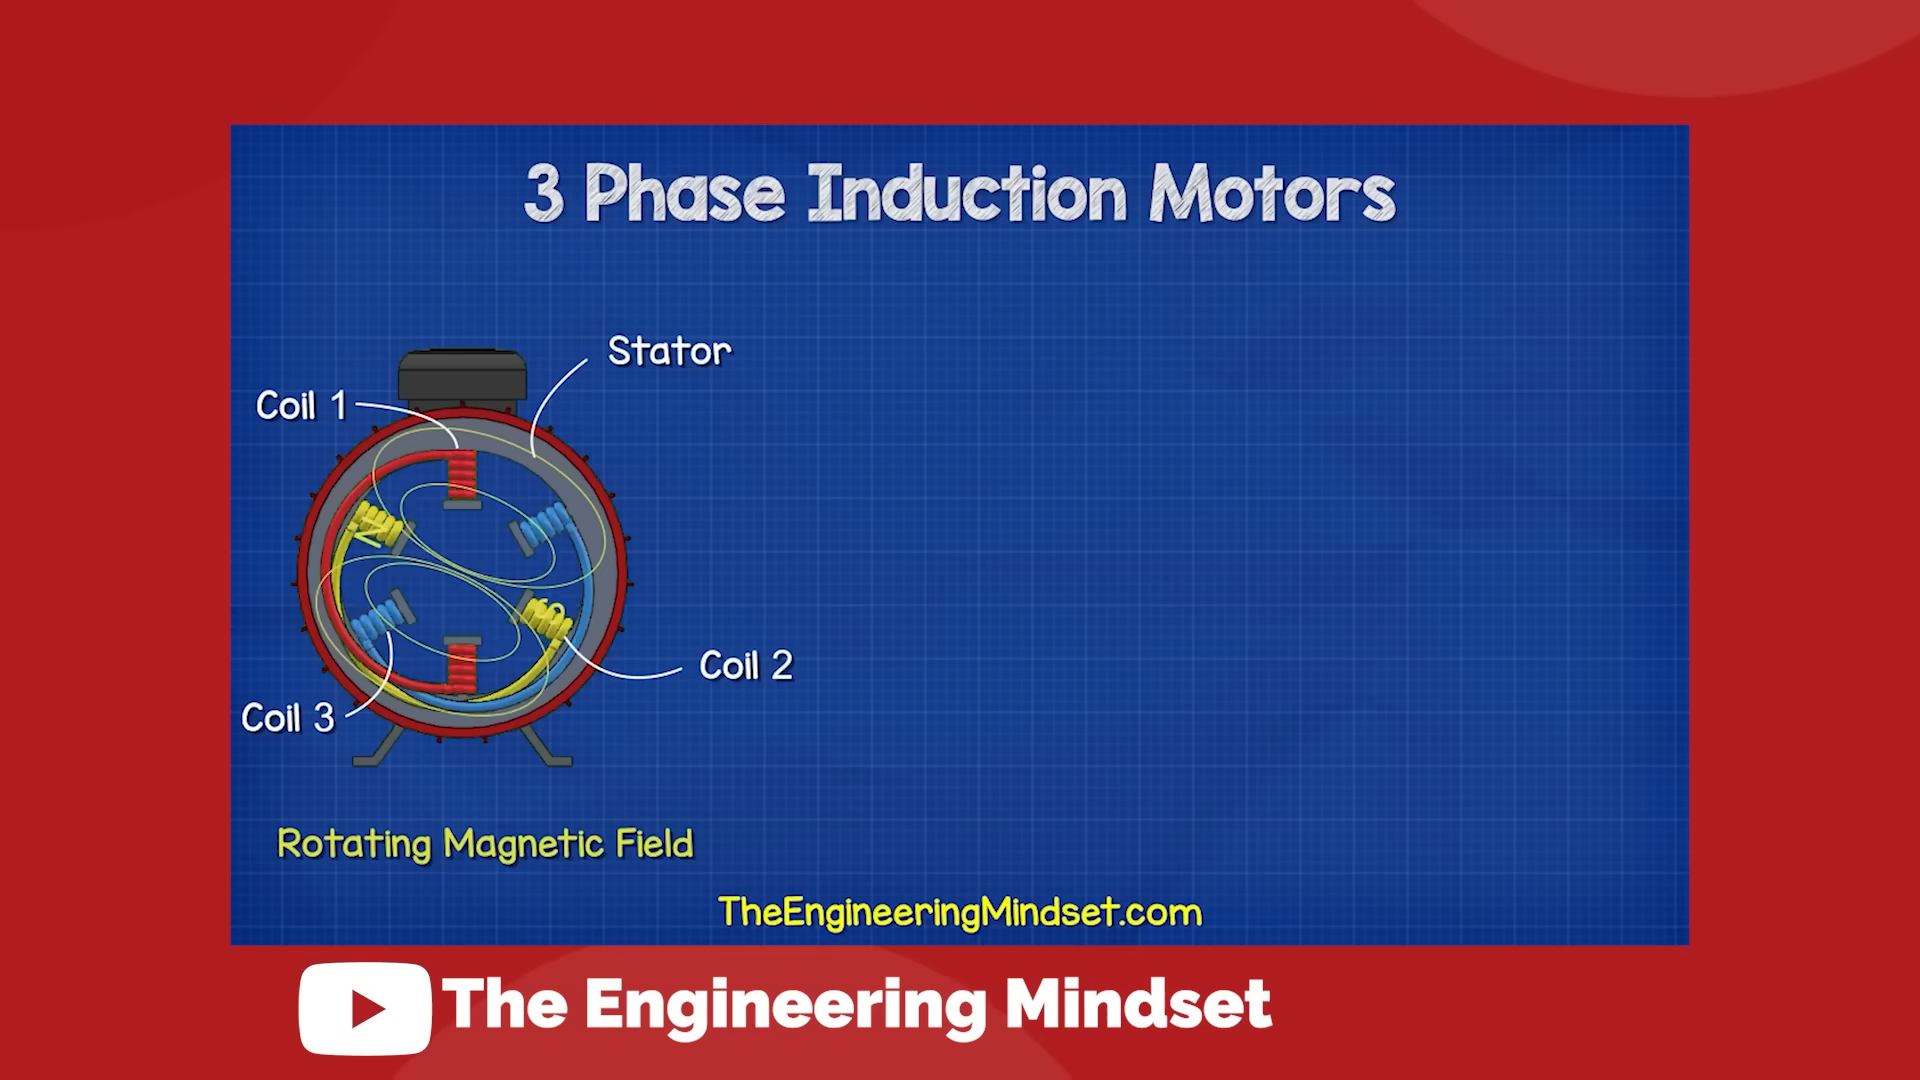 3 Phase Induction Motors
Stator
Coil 1
N
S
Coil 2
Coil 3
Rotating Magnetic Field
TheEngineeringMindset.com
The Engineering Mindset